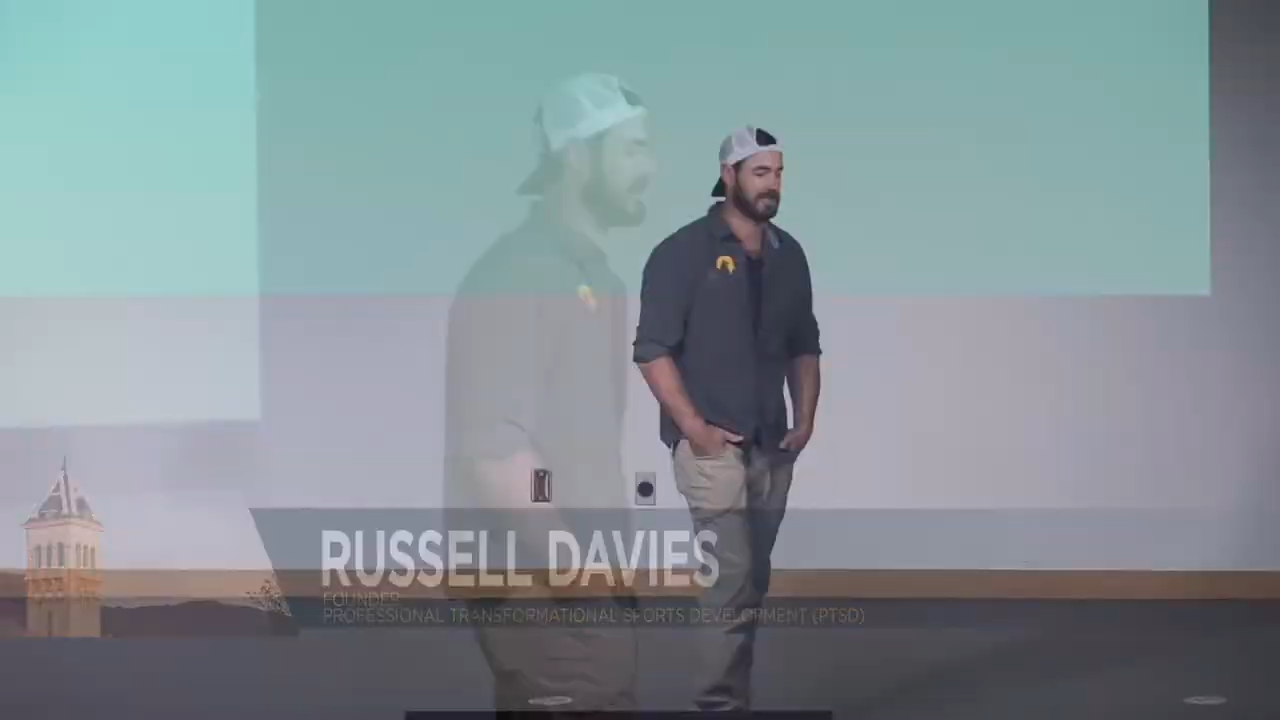 RUSSELL DAVIES
FOUNDER
PROFESSIONAL TRANSFORMATIONAL SPORTS DEVELOPMENT (PTSD)